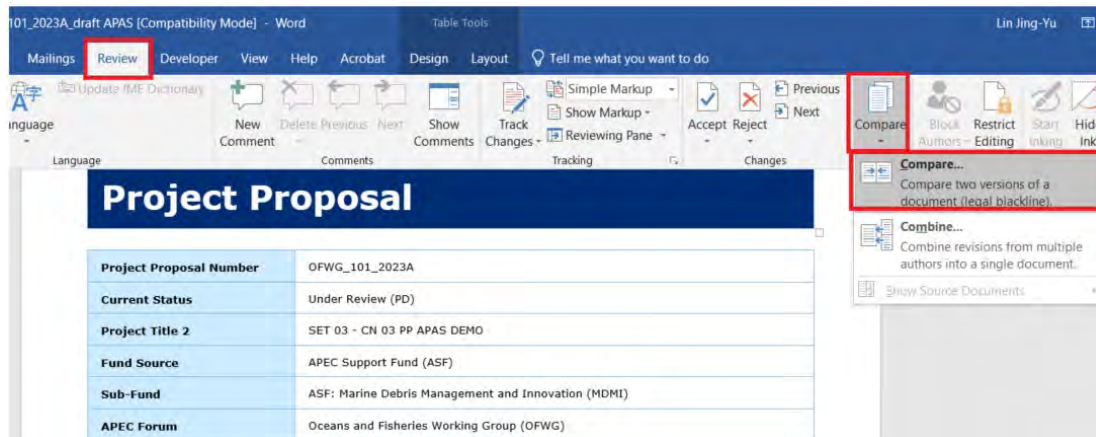 101_2023A_draft APAS [Compatibility Mode] - Word Table Tools Lin Jing-Yu
Mailings Review Developer View Help Acrobat Design Layout Tell me what you want to do
Update IME Dictionary
nguage
Language
New Comment
Delete Previous Next
Show Comments
Comments
Track Changes
Simple Markup
Show Markup
Reviewing Pane
Tracking
Accept Reject
Previous
Next
Changes
Compare
Block Authors
Restrict Editing
Start Inking
Hid
Ink
Compare...
Compare two versions of a
document (legal blackline).
Combine...
Combine revisions from multiple
authors into a single document.
Show Source Documents
Project Proposal
Project Proposal Number OFWG_101_2023A
Current Status Under Review (PD)
Project Title 2 SET 03 - CN 03 PP APAS DEMO
Fund Source APEC Support Fund (ASF)
Sub-Fund ASF: Marine Debris Management and Innovation (MDMI)
APEC Forum Oceans and Fisheries Working Group (OFWG)